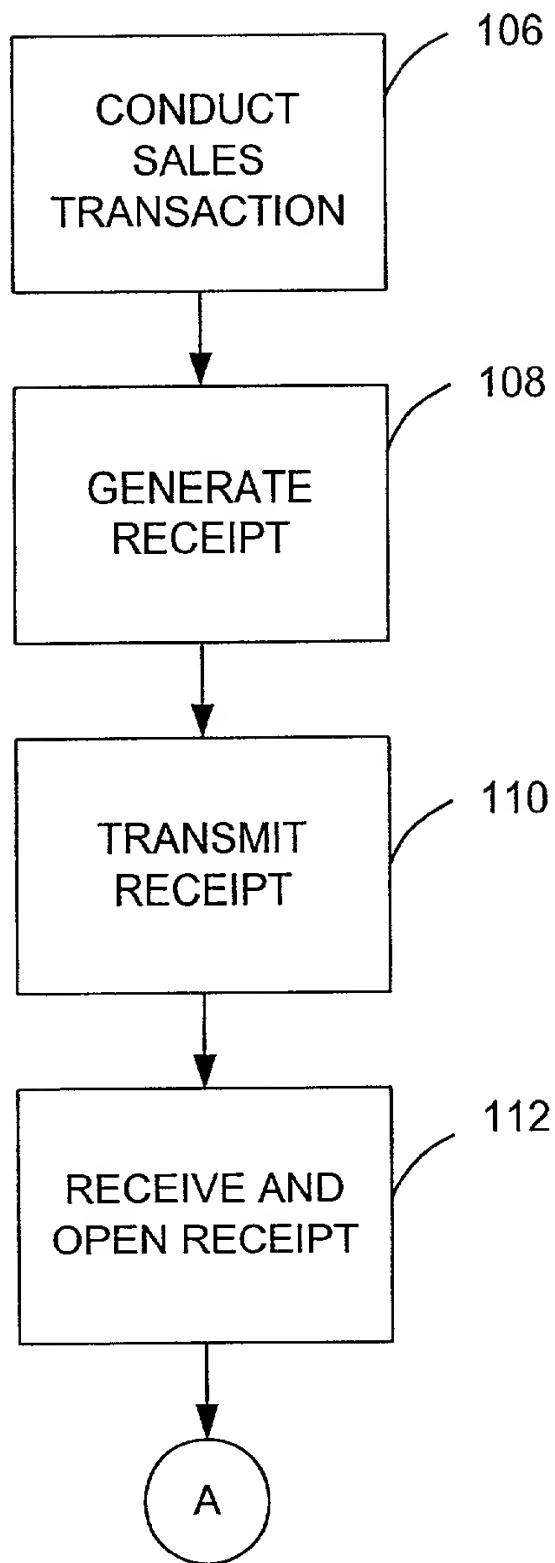 106
CONDUCT
SALES
TRANSACTION
108
GENERATE
RECEIPT
110
TRANSMIT
RECEIPT
112
RECEIVE AND
OPEN RECEIPT
A